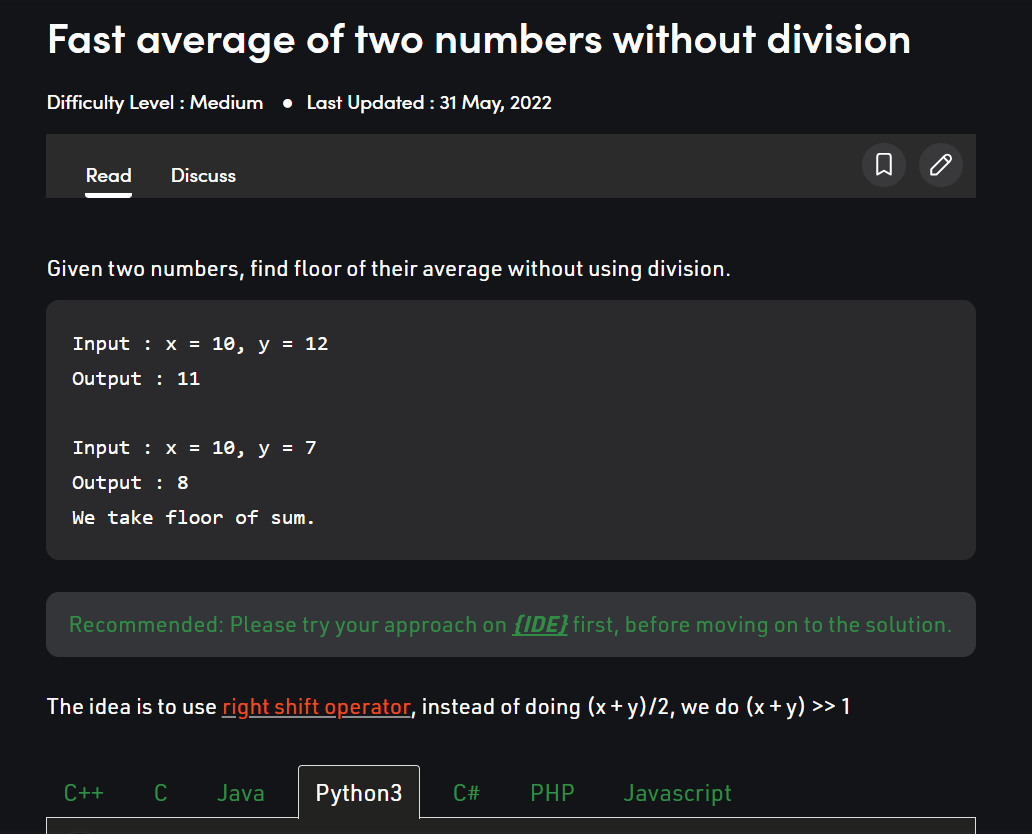 Fast average of two numbers without division
Difficulty Level : Medium ● Last Updated : 31 May, 2022
Read Discuss
Given two numbers, find floor of their average without using division.
Input : x = 10, y = 12
Output : 11
Input : x = 10, y = 7
Output : 8
We take floor of sum.
Recommended: Please try your approach on {IDE} first, before moving on to the solution.
The idea is to use right shift operator, instead of doing (x + y)/2, we do (x + y) >> 1
C++ C Java Python3 C# PHP Javascript